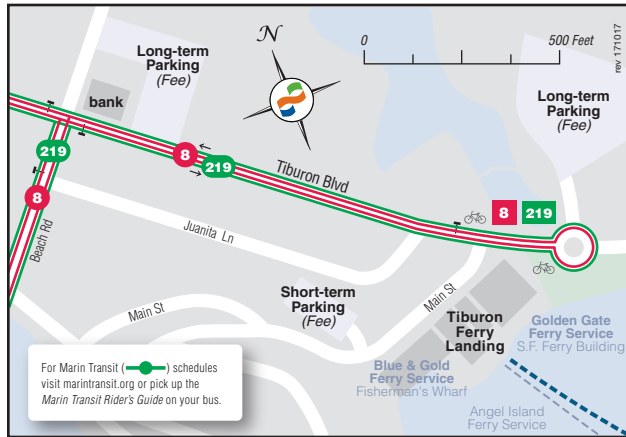 N
0
500 Feet
rev 171017
Long-term
Parking
(Fee)
bank
Long-term
Parking
(Fee)
219
8
219
Tiburon Blvd
8
Beach Rd
Juanita Ln
8
219
Main St
Short-term
Parking
(Fee)
Main St
Tiburon
Ferry
Landing
Golden Gate
Ferry Service
S.F. Ferry Building
Blue & Gold
Ferry Service
Fisherman's Wharf
Angel Island
Ferry Service
For Marin Transit ( ) schedules
visit marintransit.org or pick up the
Marin Transit Rider's Guide on your bus.